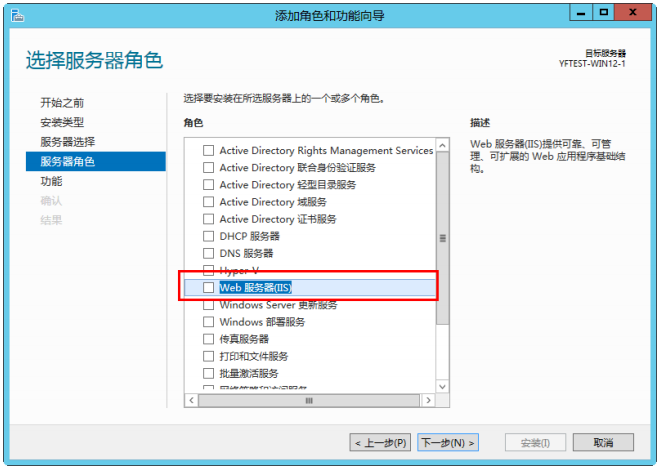 添加角色和功能向导
选择服务器角色
目标服务器
YFTEST-WIN12-1
开始之前
安装类型
服务器选择
服务器角色
功能
确认
结果
选择要安装在所选服务器上的一个或多个角色。
角色
Active Directory Rights Management Services
Active Directory 联合身份验证服务
Active Directory 轻型目录服务
Active Directory 域服务
Active Directory 证书服务
DHCP 服务器
DNS 服务器
Hyper-V
Web 服务器(IIS)
Windows Server 更新服务
Windows 部署服务
传真服务器
打印和文件服务
批量激活服务
网络策略和访问服务
描述
Web 服务器(IIS)提供可靠、可管
理、可扩展的 Web 应用程序基础结
构。
< 上一步(P)
下一步(N) >
安装(I)
取消